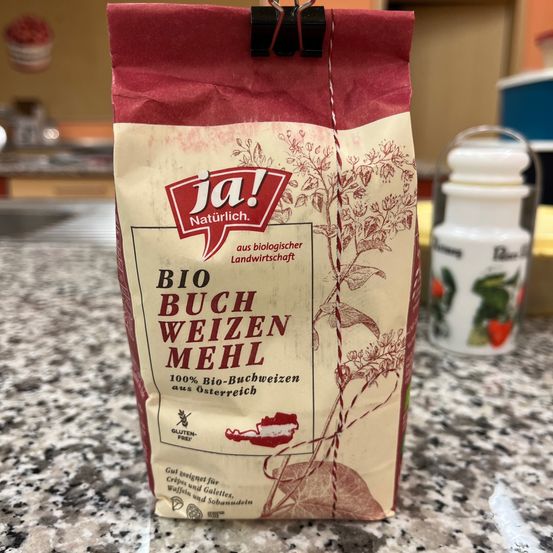 ja!
Natürlich.
aus biologischer
Landwirtschaft
BIO
BUCH
WEIZEN
MEHL
100% Bio-Buchweizen
aus Österreich
GLUTEN-
FREI
Gut geeignet für
Crêpes und Galettes,
Waffeln und Sobanudeln